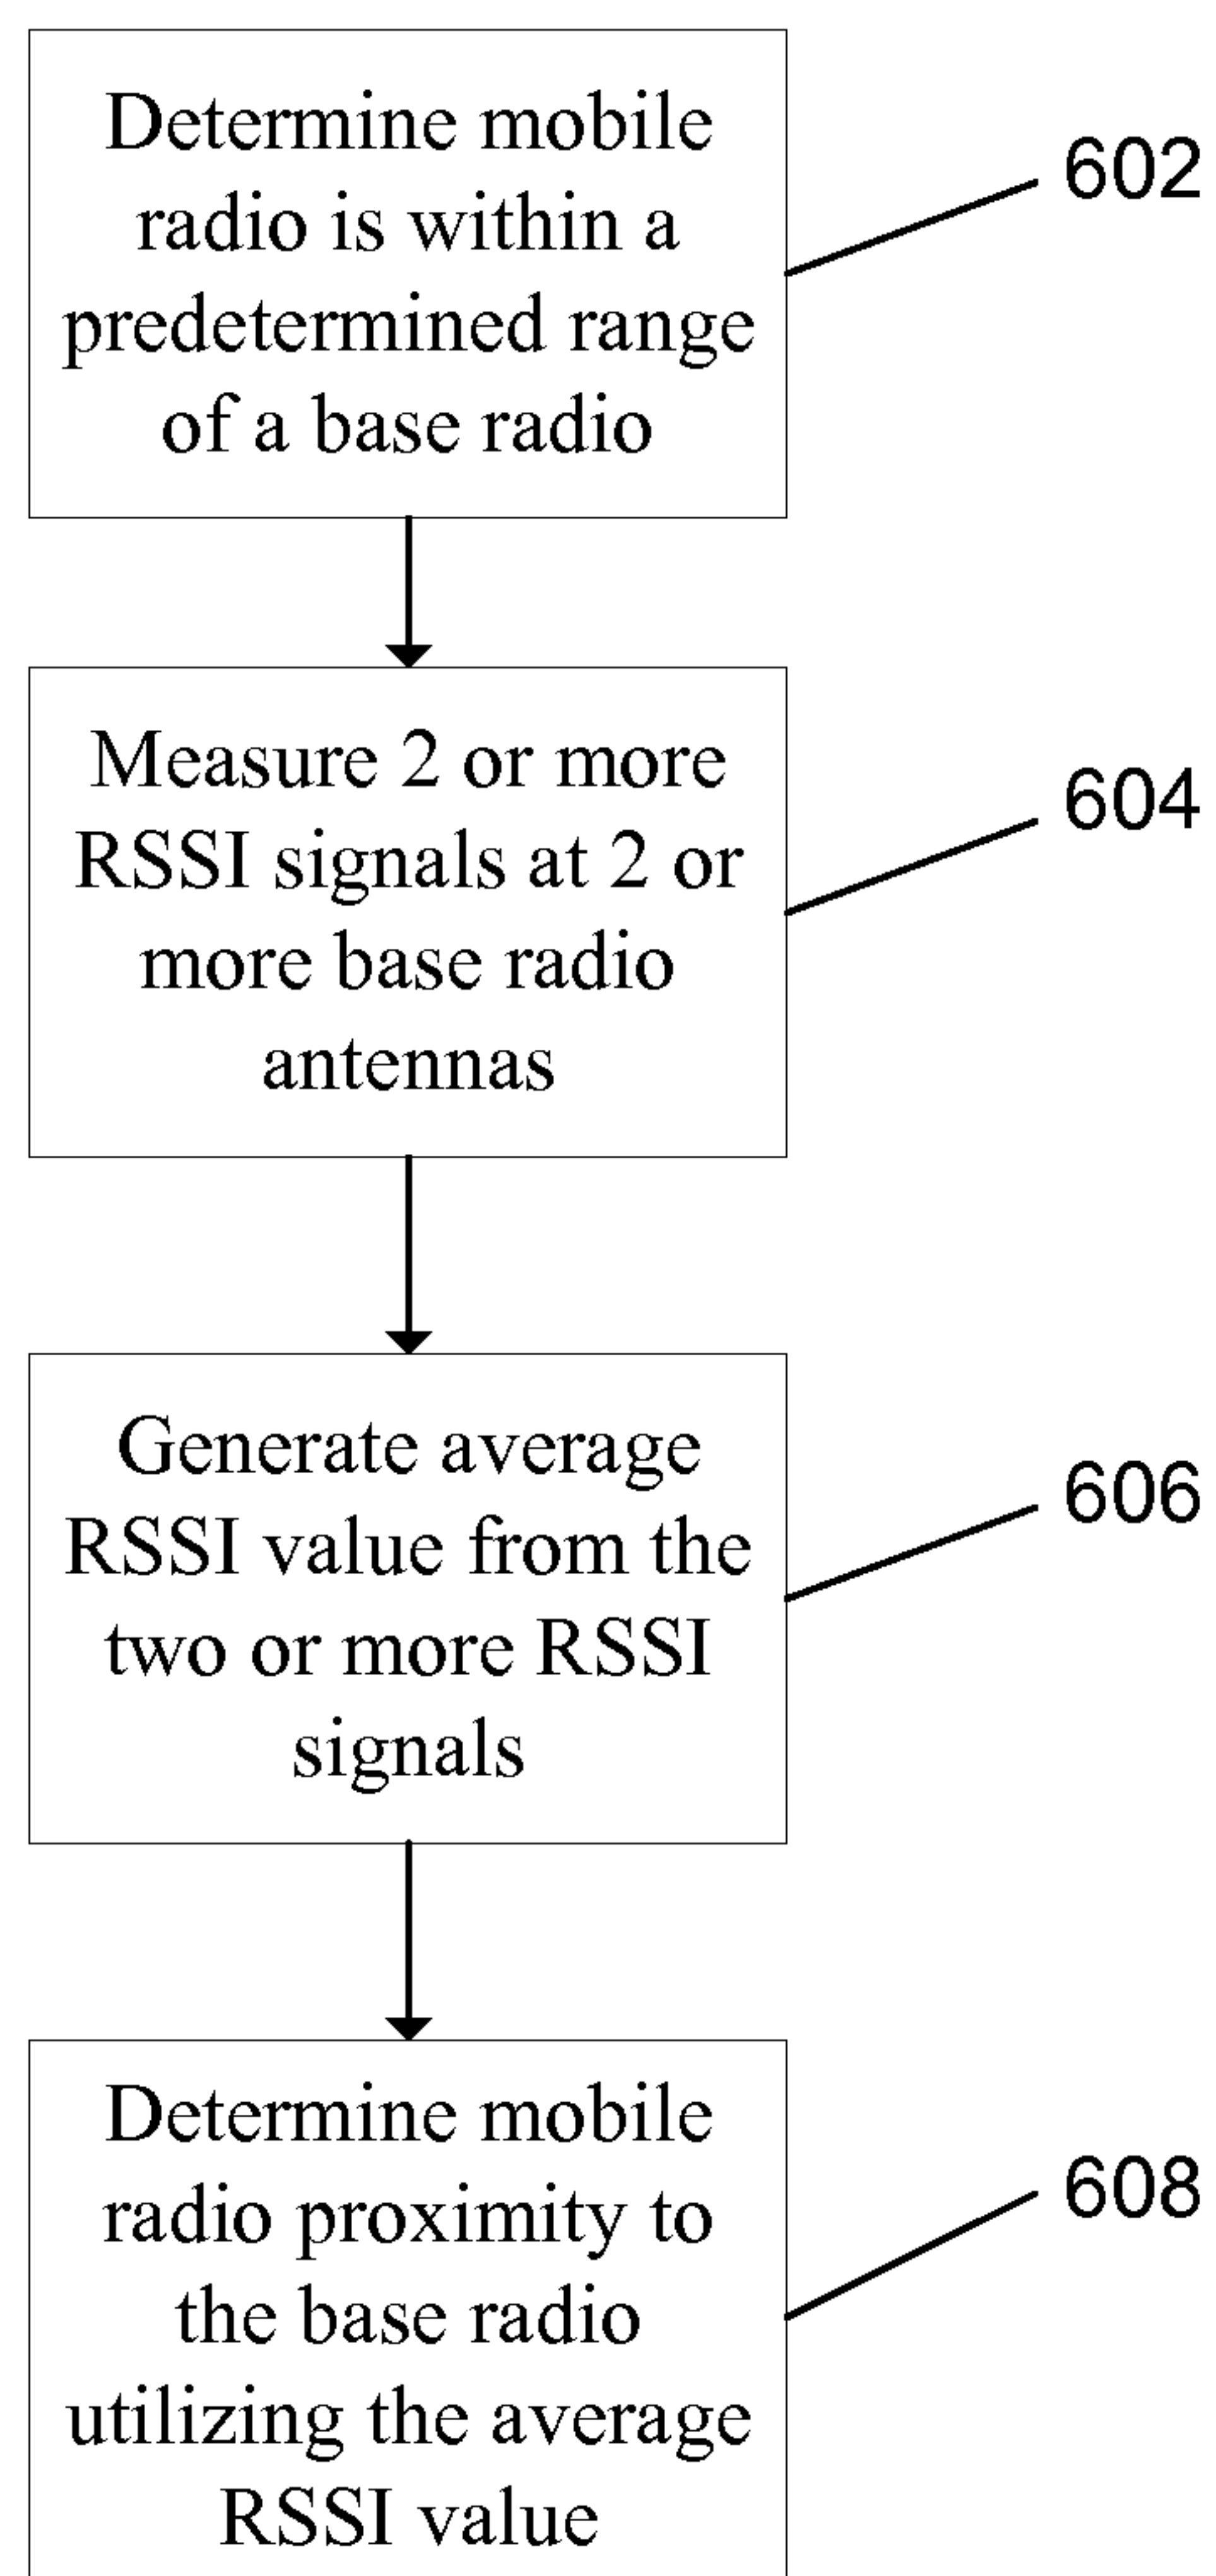 Determine mobile
radio is within a
predetermined range
of a base radio
602
Measure 2 or more
RSSI signals at 2 or
more base radio
antennas
604
Generate average
RSSI value from the
two or more RSSI
signals
606
Determine mobile
radio proximity to
the base radio
utilizing the average
RSSI value
608